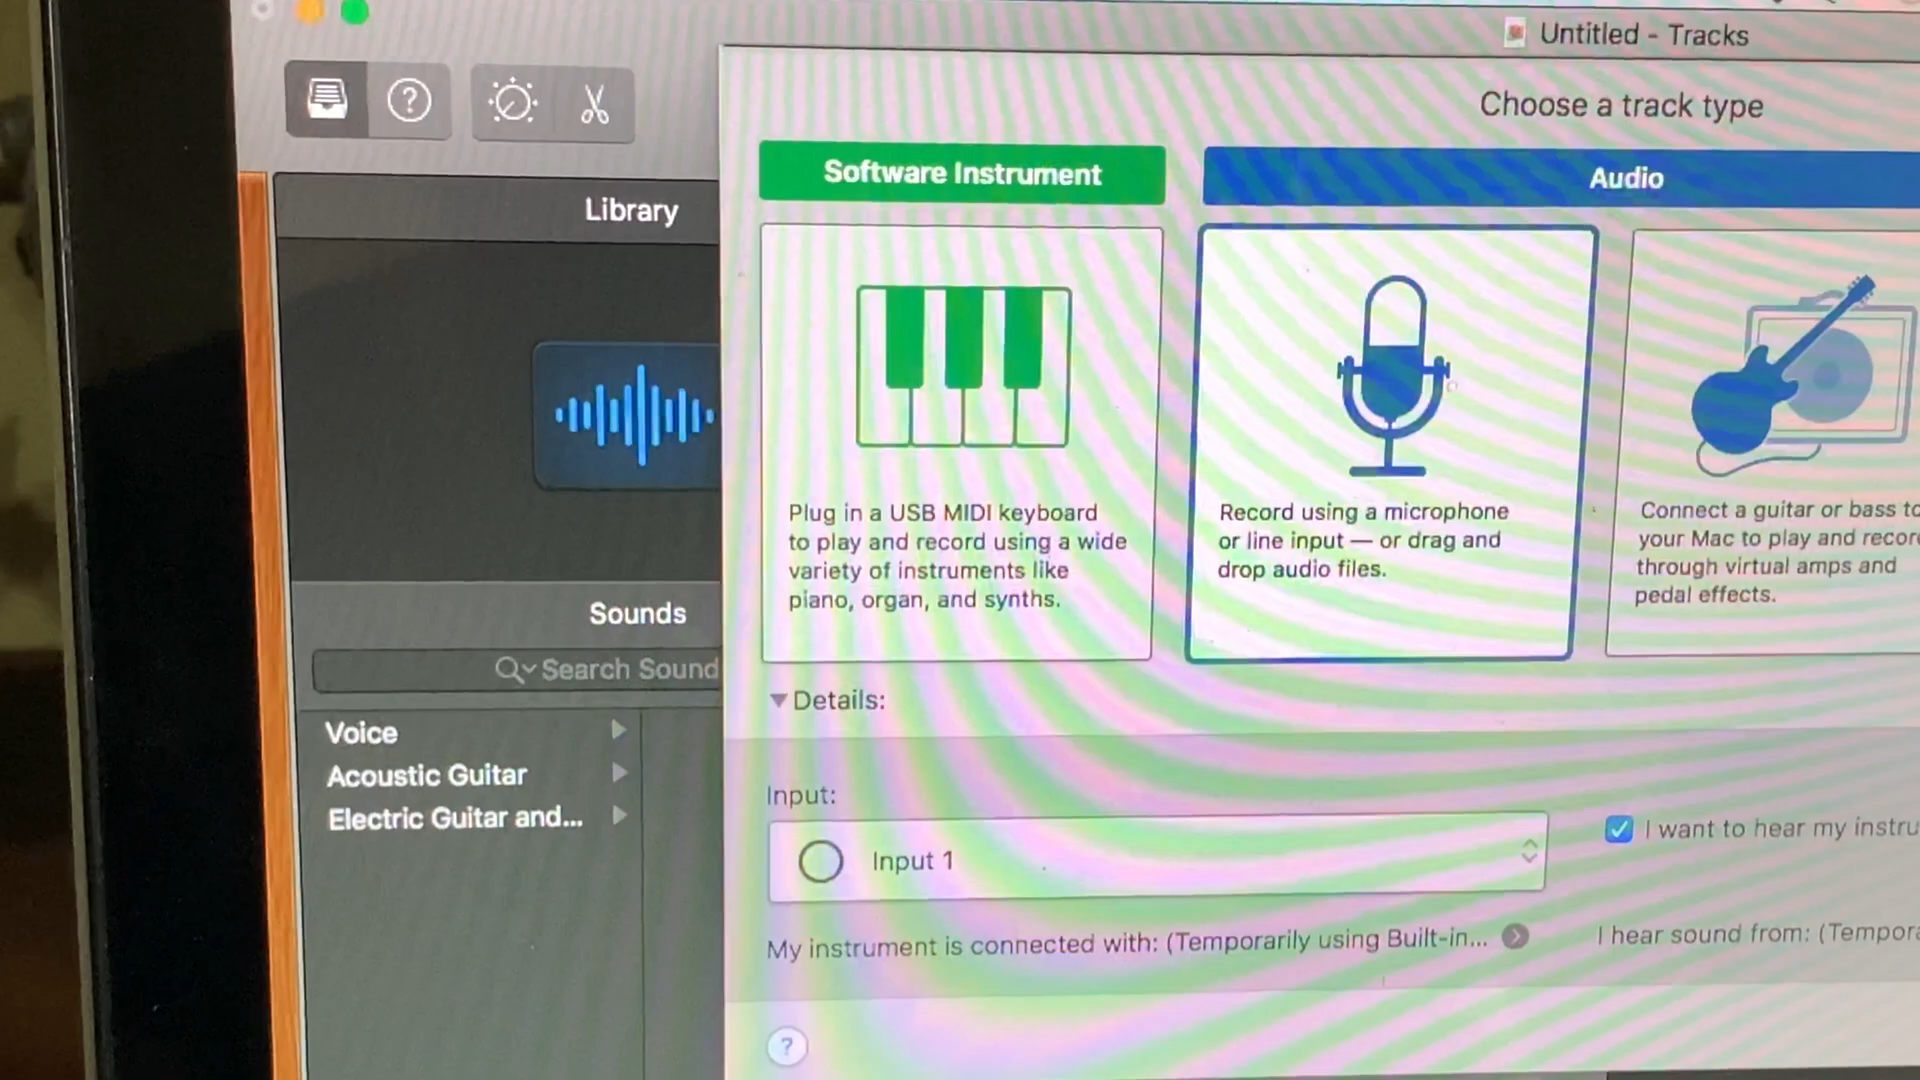 Untitled - Tracks
Choose a track type
Software Instrument
Audio
Library
Plug in a USB MIDI keyboard
to play and record using a wide
variety of instruments like
piano, organ, and synths.
Record using a microphone
or line input — or drag and
drop audio files.
Connect a guitar or bass to
your Mac to play and record
through virtual amps and
pedal effects.
Sounds
Search Sound
Details:
Voice
Acoustic Guitar
Electric Guitar and...
Input:
Input 1
I want to hear my instru
My instrument is connected with: (Temporarily using Built-in...
I hear sound from: (Tempora
?